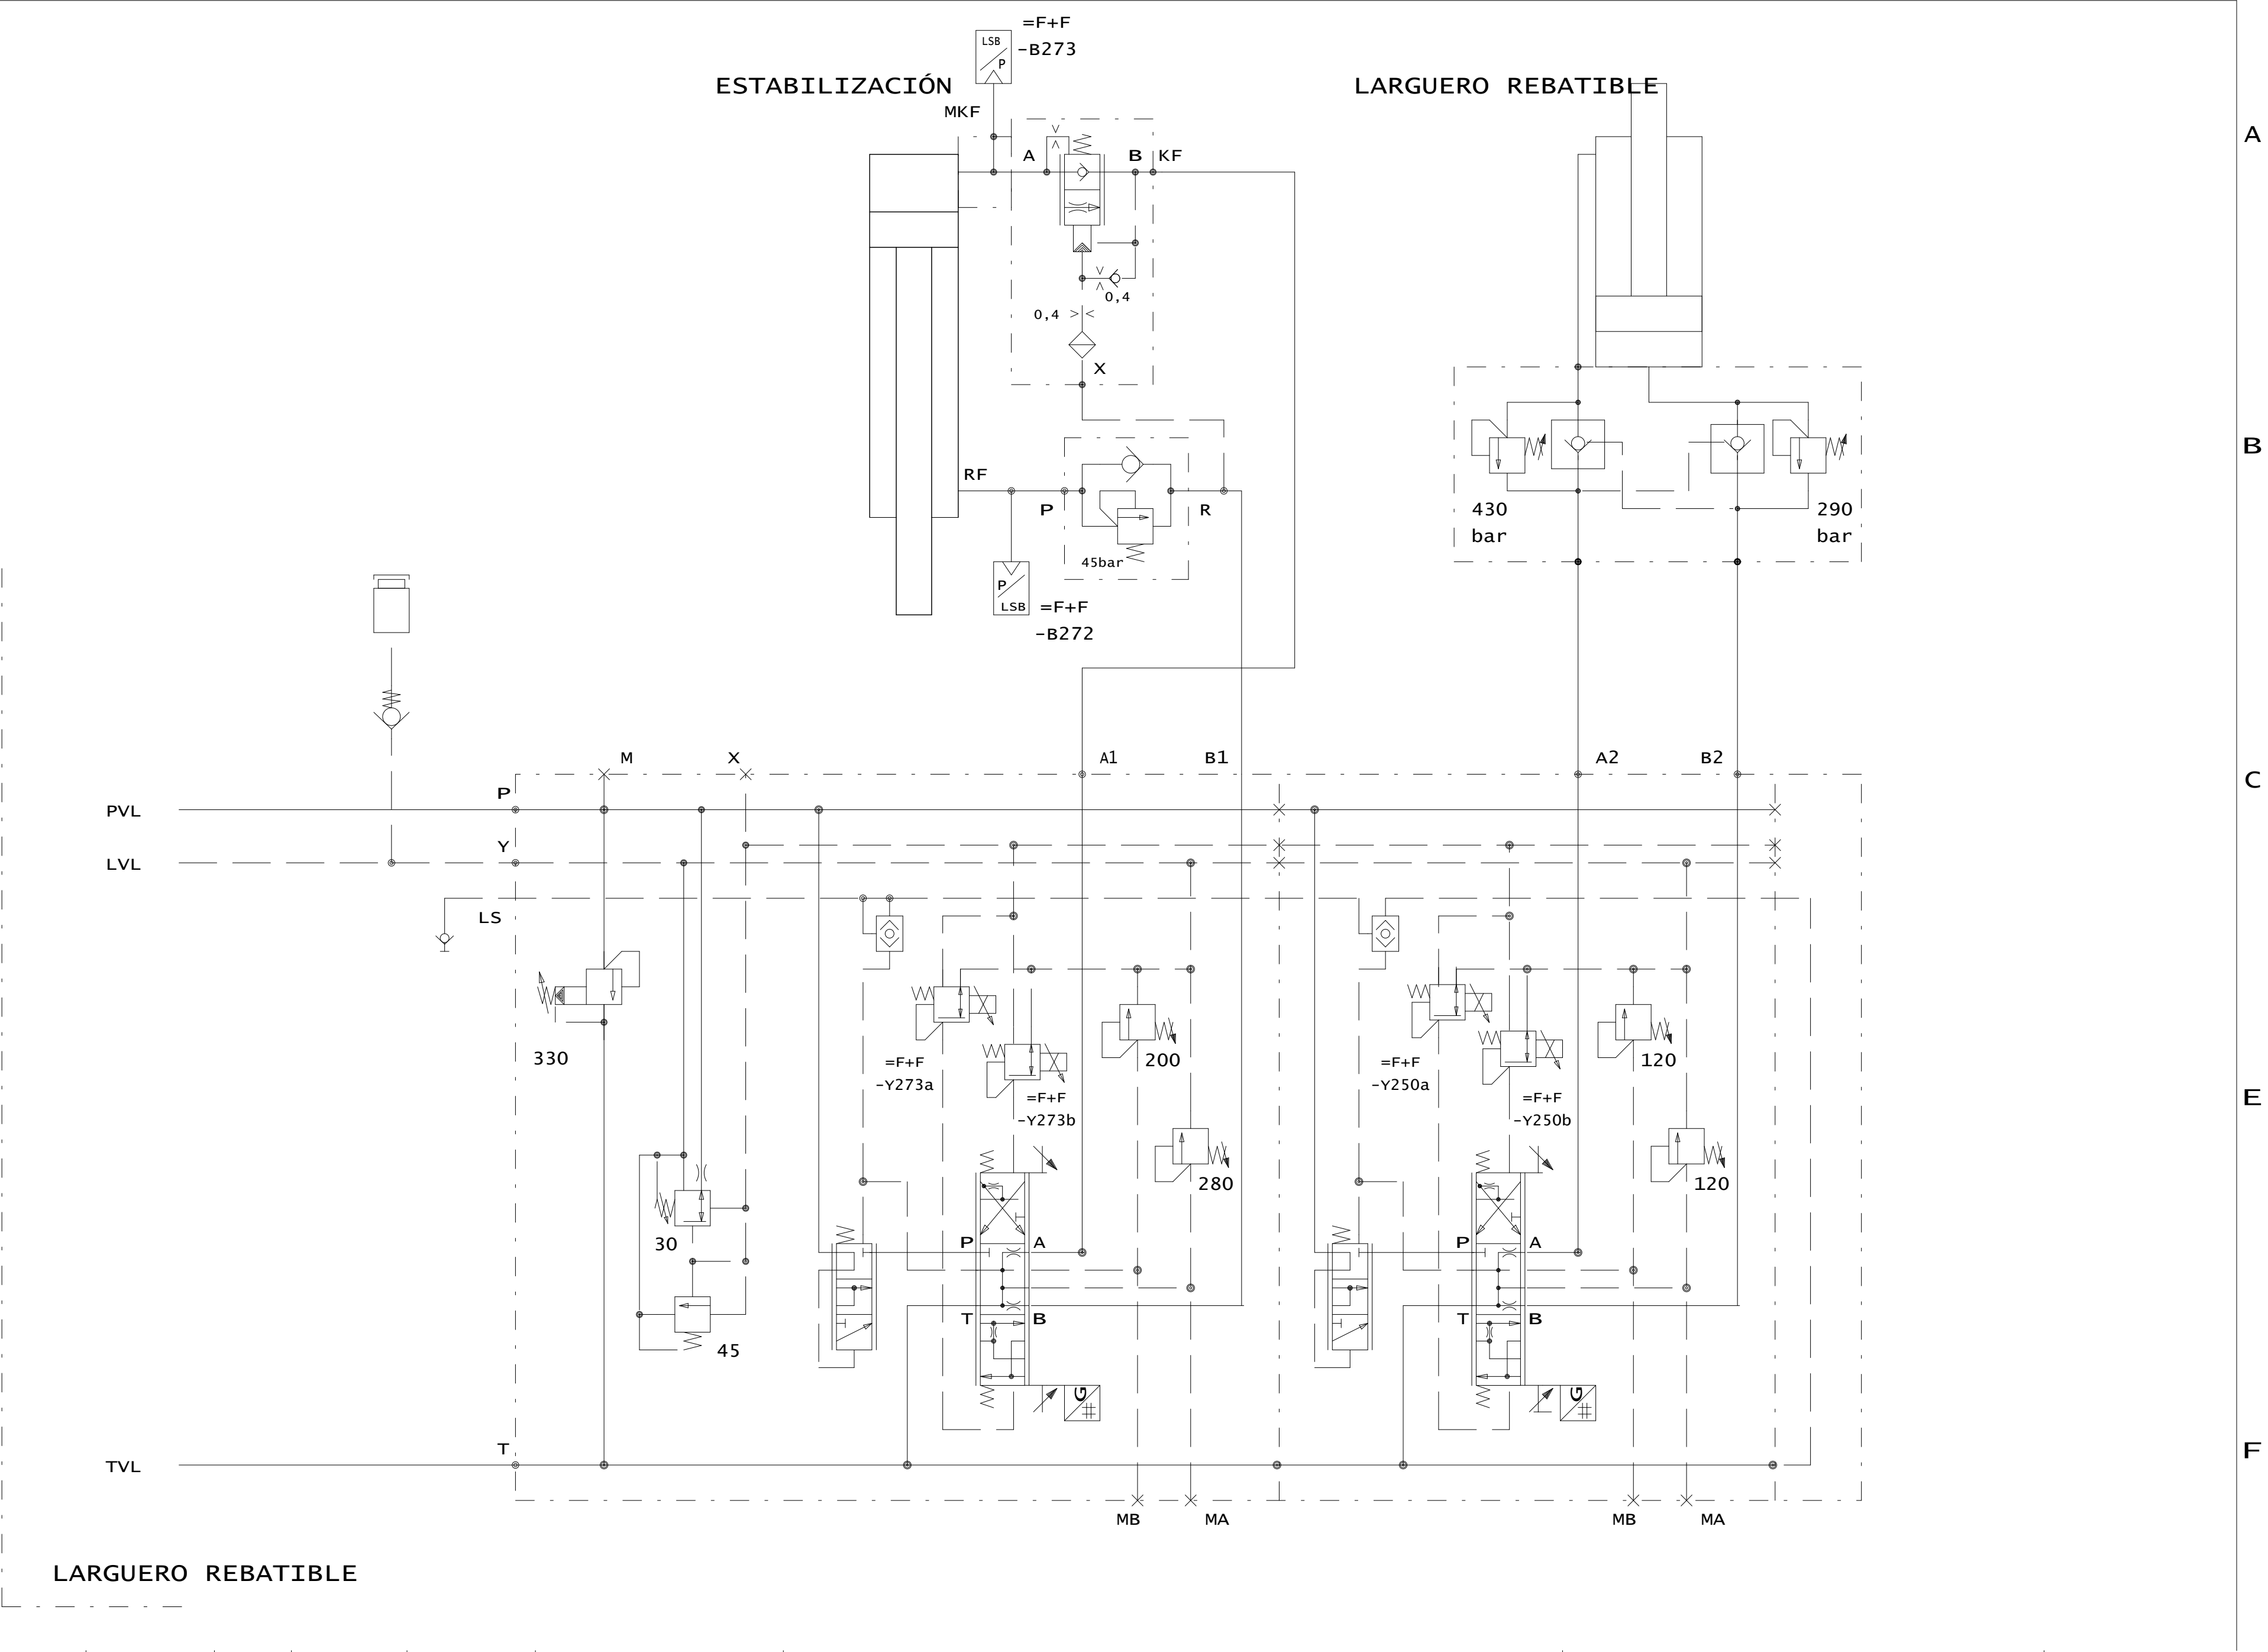 =F+F
-B273
LSB
P
ESTABILIZACIÓN
LARGUERO REBATIBLE
MKF
A
A
B
KF
0,4
0,4
X
RF
P
R
45bar
P
LSB
=F+F
-B272
430
bar
290
bar
B
M
X
A1
B1
A2
B2
C
P
PVL
Y
LVL
LS
330
=F+F
-Y273a
=F+F
-Y273b
200
280
=F+F
-Y250a
=F+F
-Y250b
120
120
E
30
45
P
A
T
B
G
P
A
T
B
G
T
TVL
F
MB
MA
MB
MA
LARGUERO REBATIBLE